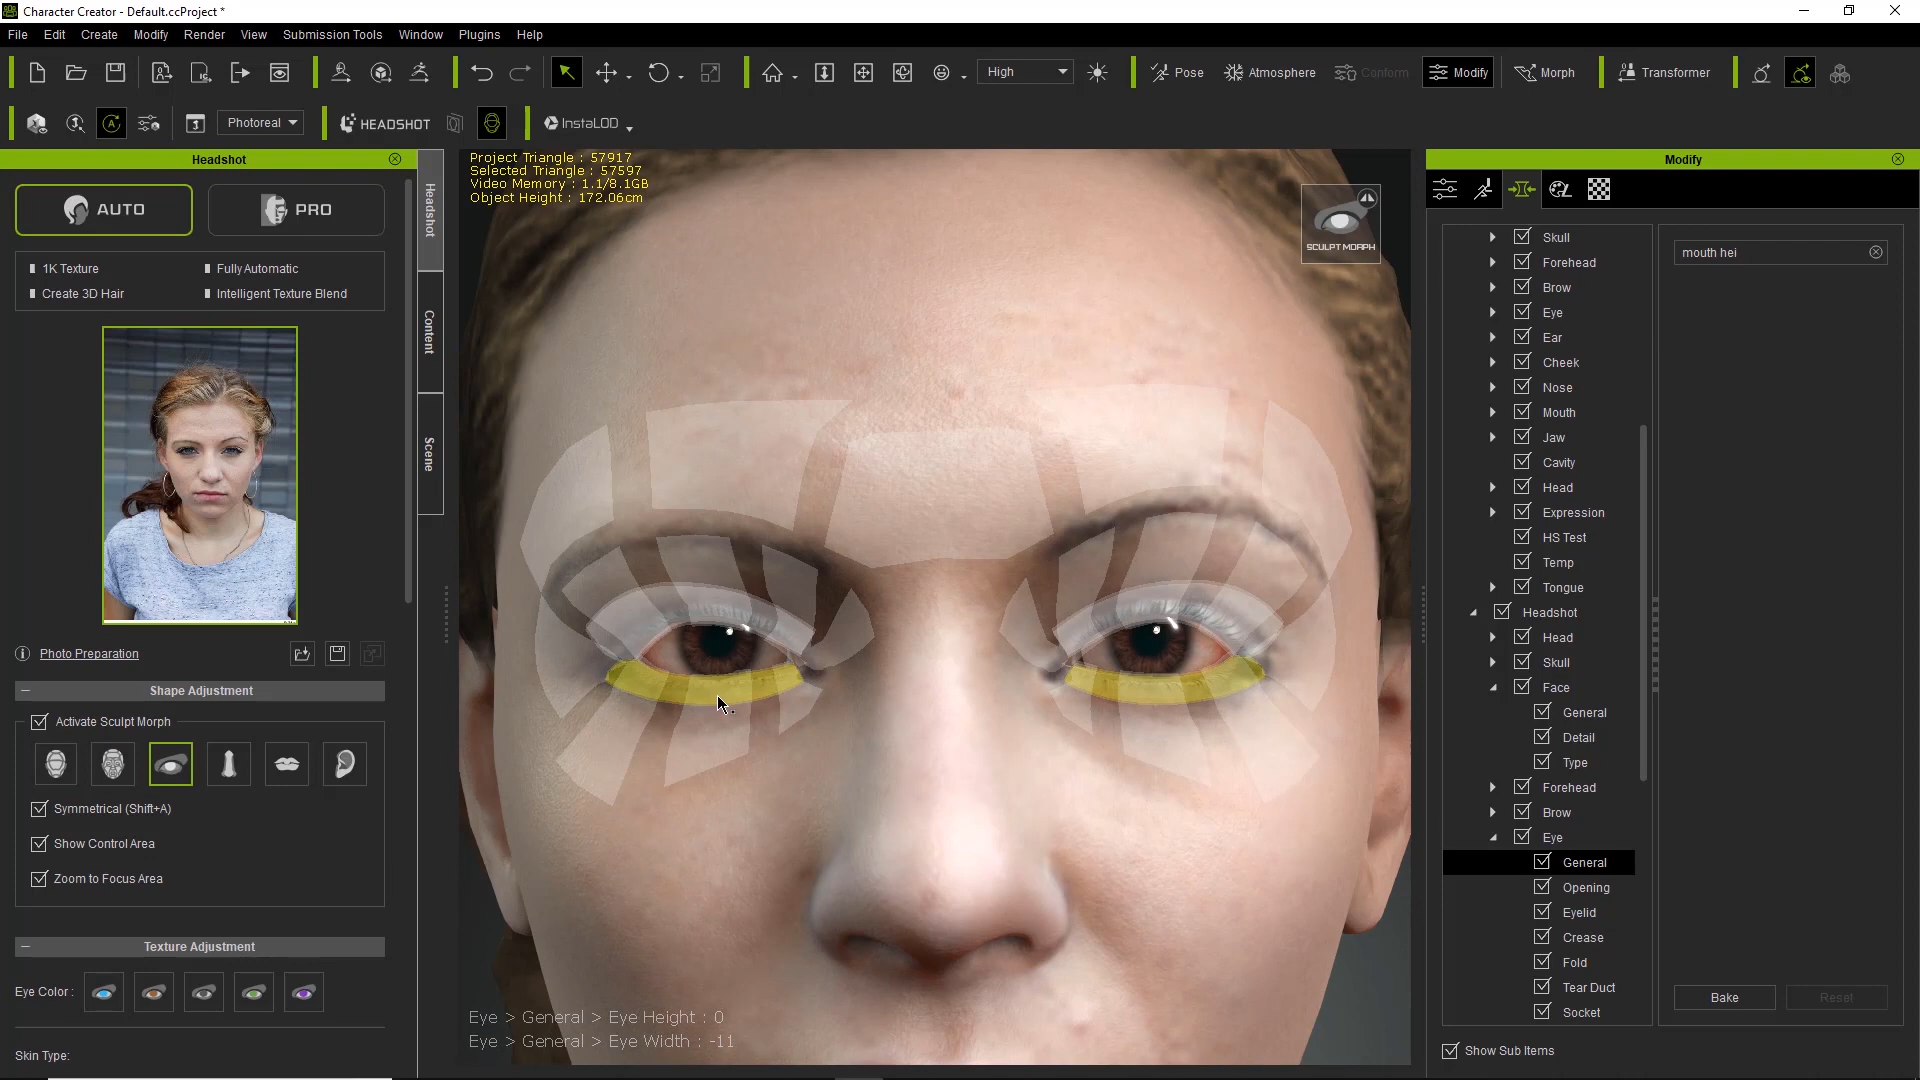 Character Creator - Default.ccProject *
File Edit Create Modify Render View Submission Tools Window Plugins Help
High Pose Atmosphere Conform Modify Morph Transformer
Photoreal HEADSHOT InstaLOD
Headshot
AUTO PRO
1K Texture Fully Automatic
Create 3D Hair Intelligent Texture Blend
Photo Preparation
Shape Adjustment
Activate Sculpt Morph
Symmetrical (Shift+A)
Show Control Area
Zoom to Focus Area
Texture Adjustment
Eye Color :
Skin Type:
Headshot
Content
Scene
Project Triangle : 57917
Selected Triangle : 57597
Video Memory : 1.1/8.1GB
Object Height : 172.06cm
SCULPT MORPH
Eye > General > Eye Height : 0
Eye > General > Eye Width : -11
Modify
Skull
Forehead
Brow
Eye
Ear
Cheek
Nose
Mouth
Jaw
Cavity
Head
Expression
HS Test
Temp
Tongue
Headshot
Head
Skull
Face
General
Detail
Type
Forehead
Brow
Eye
General
Opening
Eyelid
Crease
Fold
Tear Duct
Socket
mouth hei
Bake Reset
Show Sub Items